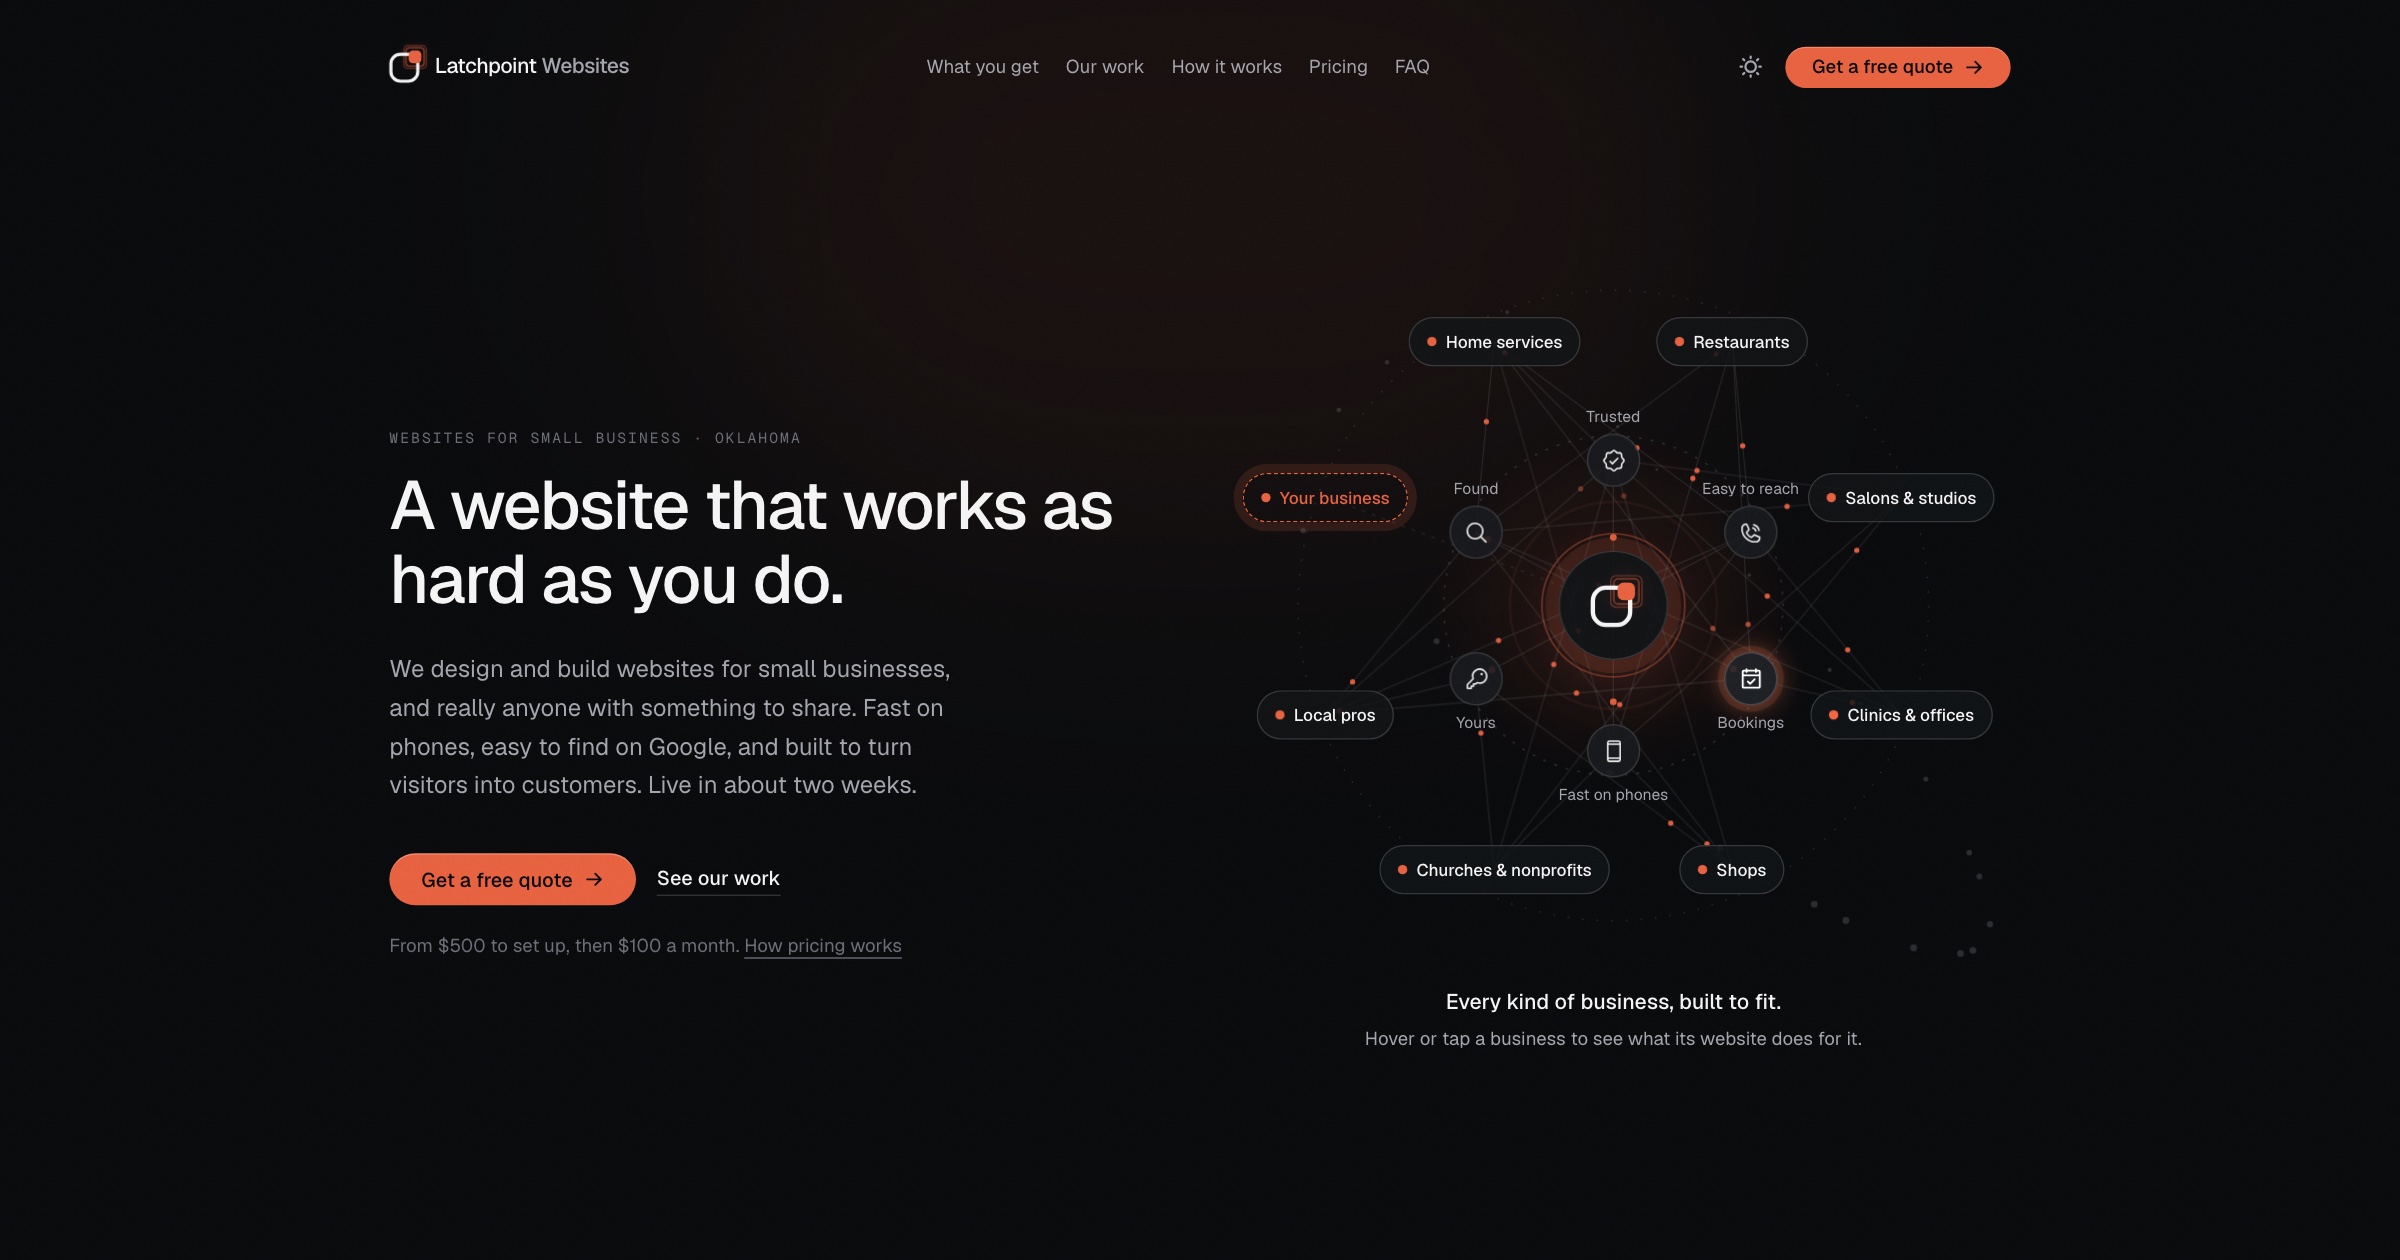 Latchpoint Websites
What you get
Our work
How it works
Pricing
FAQ
Get a free quote
WEBSITES FOR SMALL BUSINESS · OKLAHOMA
A website that works as
hard as you do.
We design and build websites for small businesses,
and really anyone with something to share. Fast on
phones, easy to find on Google, and built to turn
visitors into customers. Live in about two weeks.
Get a free quote
See our work
From $500 to set up, then $100 a month. How pricing works
Home services
Restaurants
Trusted
Your business
Found
Easy to reach
Salons & studios
Local pros
Yours
Bookings
Clinics & offices
Fast on phones
Churches & nonprofits
Shops
Every kind of business, built to fit.
Hover or tap a business to see what its website does for it.